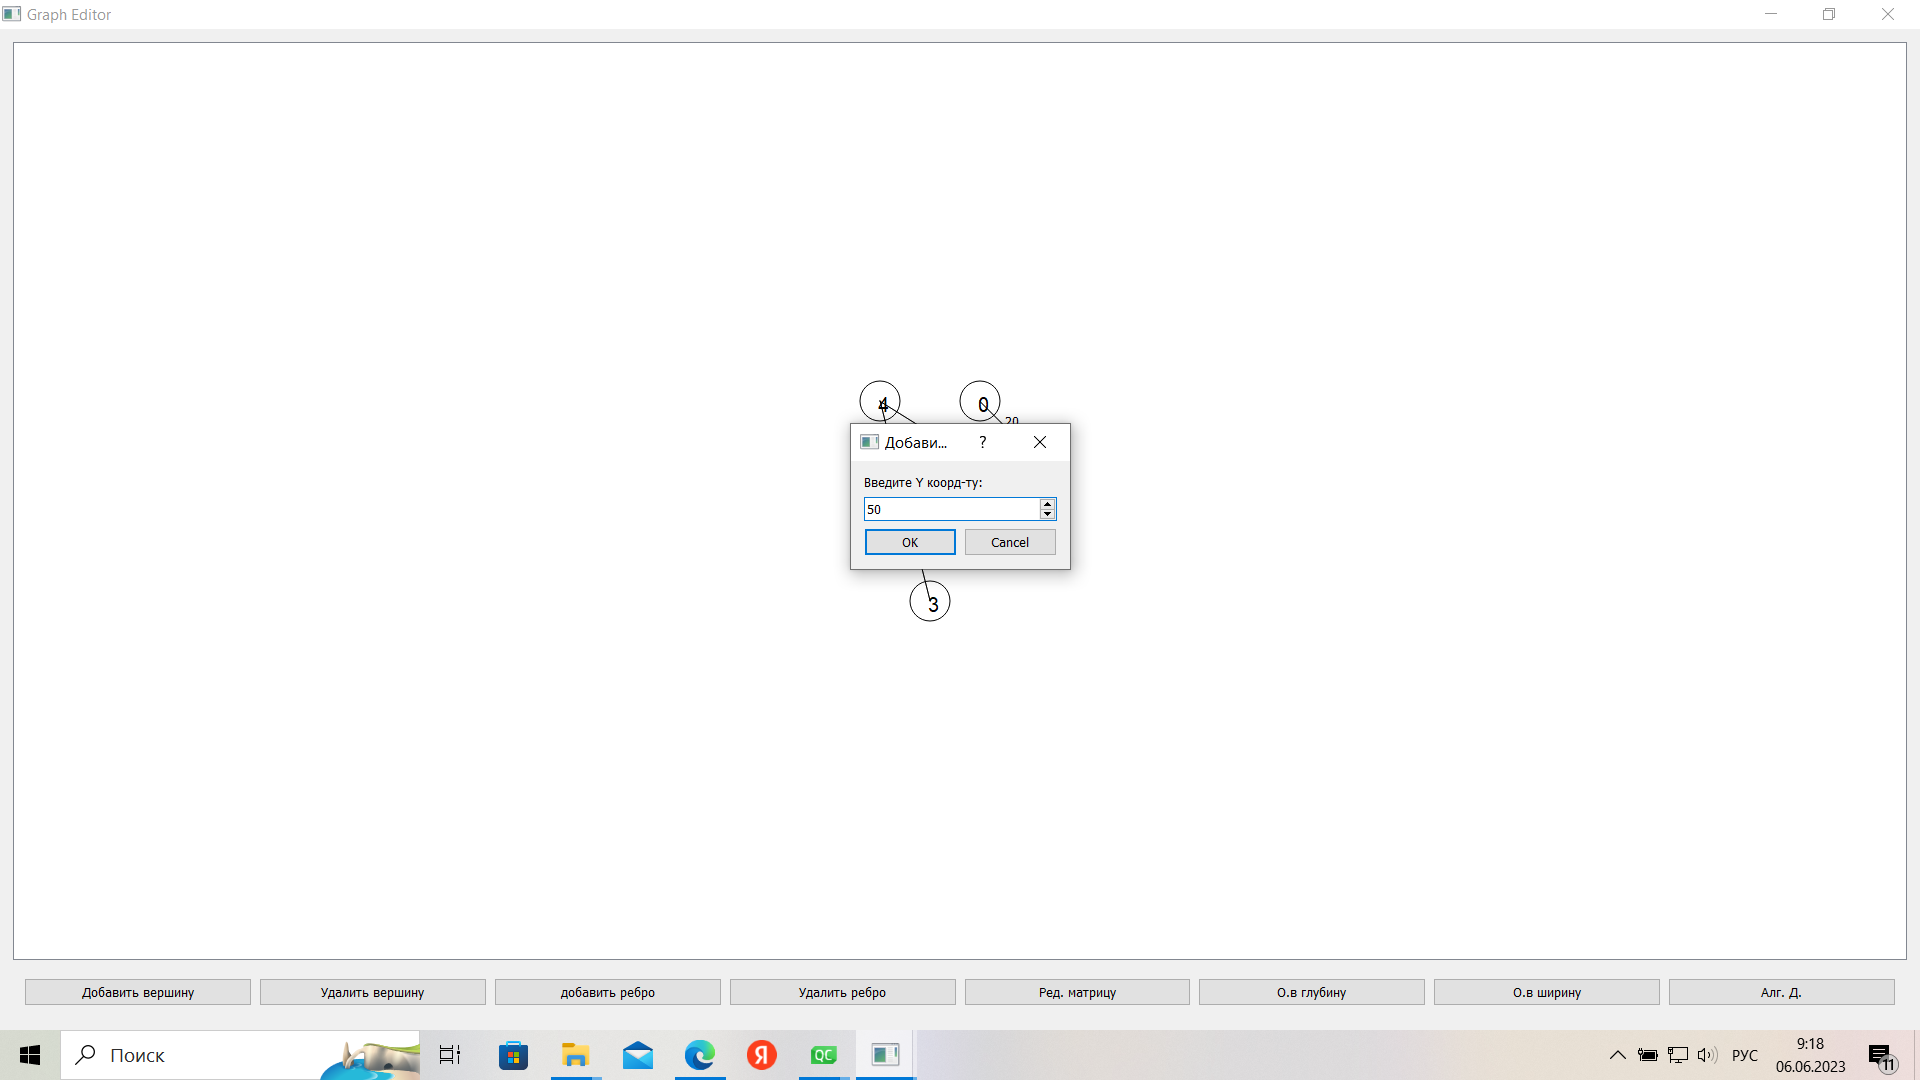 Graph Editor
4
0
20
Добави...
?
Введите Y коорд-ту:
50
OK
Cancel
3
Добавить вершину
Удалить вершину
добавить ребро
Удалить ребро
Ред. матрицу
О.в глубину
О.в ширину
Алг. Д.
Поиск
Я
QC
РУС
9:18
06.06.2023
11